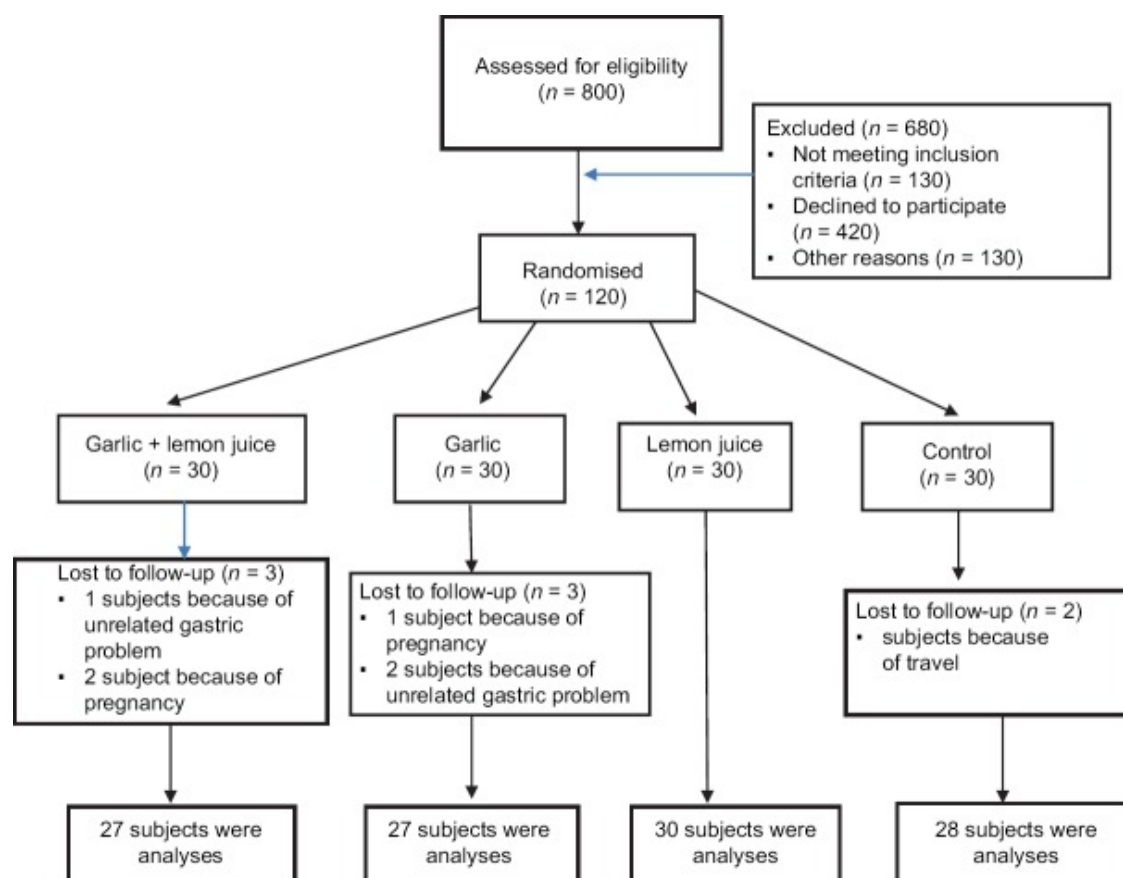 Assessed for eligibility
(n = 800)
Excluded (n = 680)
▪ Not meeting inclusion
criteria (n = 130)
▪ Declined to participate
(n = 420)
▪ Other reasons (n = 130)
Randomised
(n = 120)
Garlic + lemon juice
(n = 30)
Garlic
(n = 30)
Lemon juice
(n = 30)
Control
(n = 30)
Lost to follow-up (n = 3)
▪ 1 subjects because of
unrelated gastric
problem
▪ 2 subject because of
pregnancy
Lost to follow-up (n = 3)
▪ 1 subject because of
pregnancy
▪ 2 subjects because of
unrelated gastric problem
Lost to follow-up (n = 2)
▪ subjects because
of travel
27 subjects were
analyses
27 subjects were
analyses
30 subjects were
analyses
28 subjects were
analyses